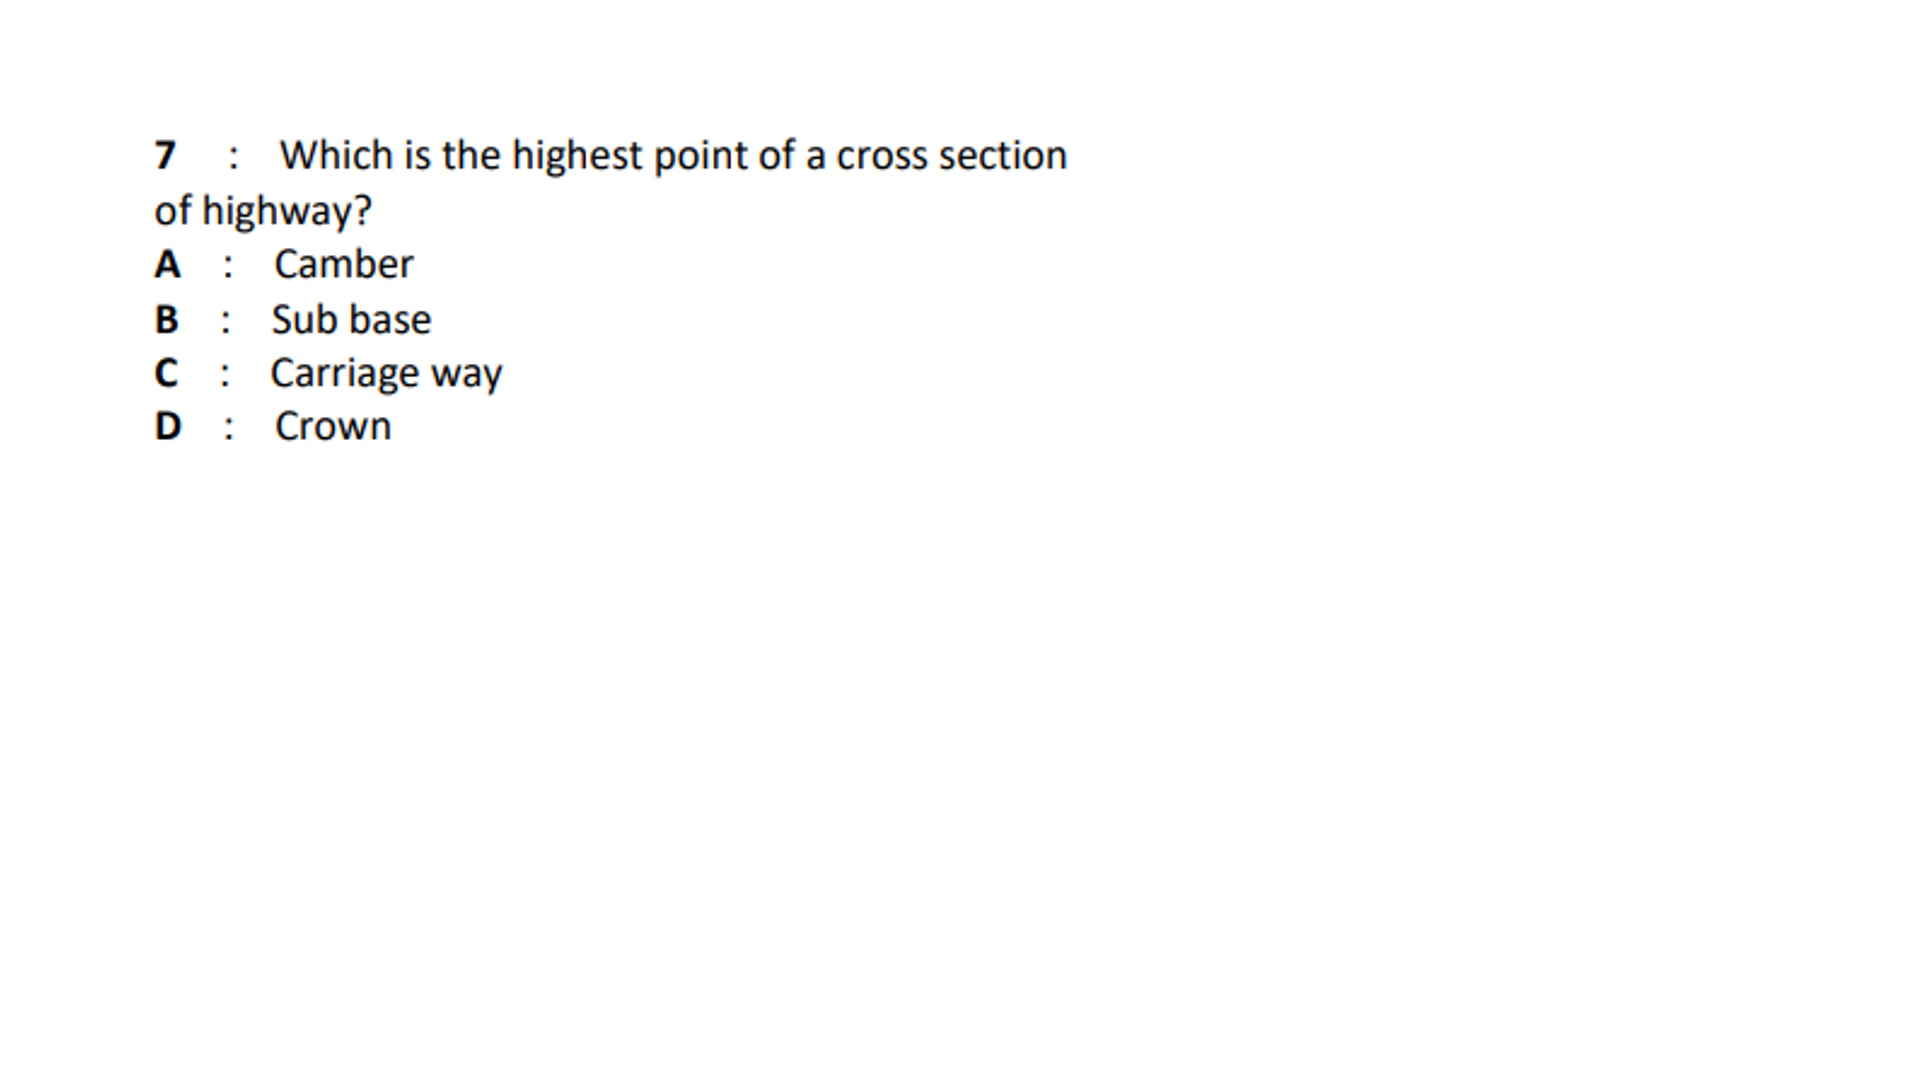 7 : Which is the highest point of a cross section
of highway?
A : Camber
B : Sub base
C : Carriage way
D : Crown